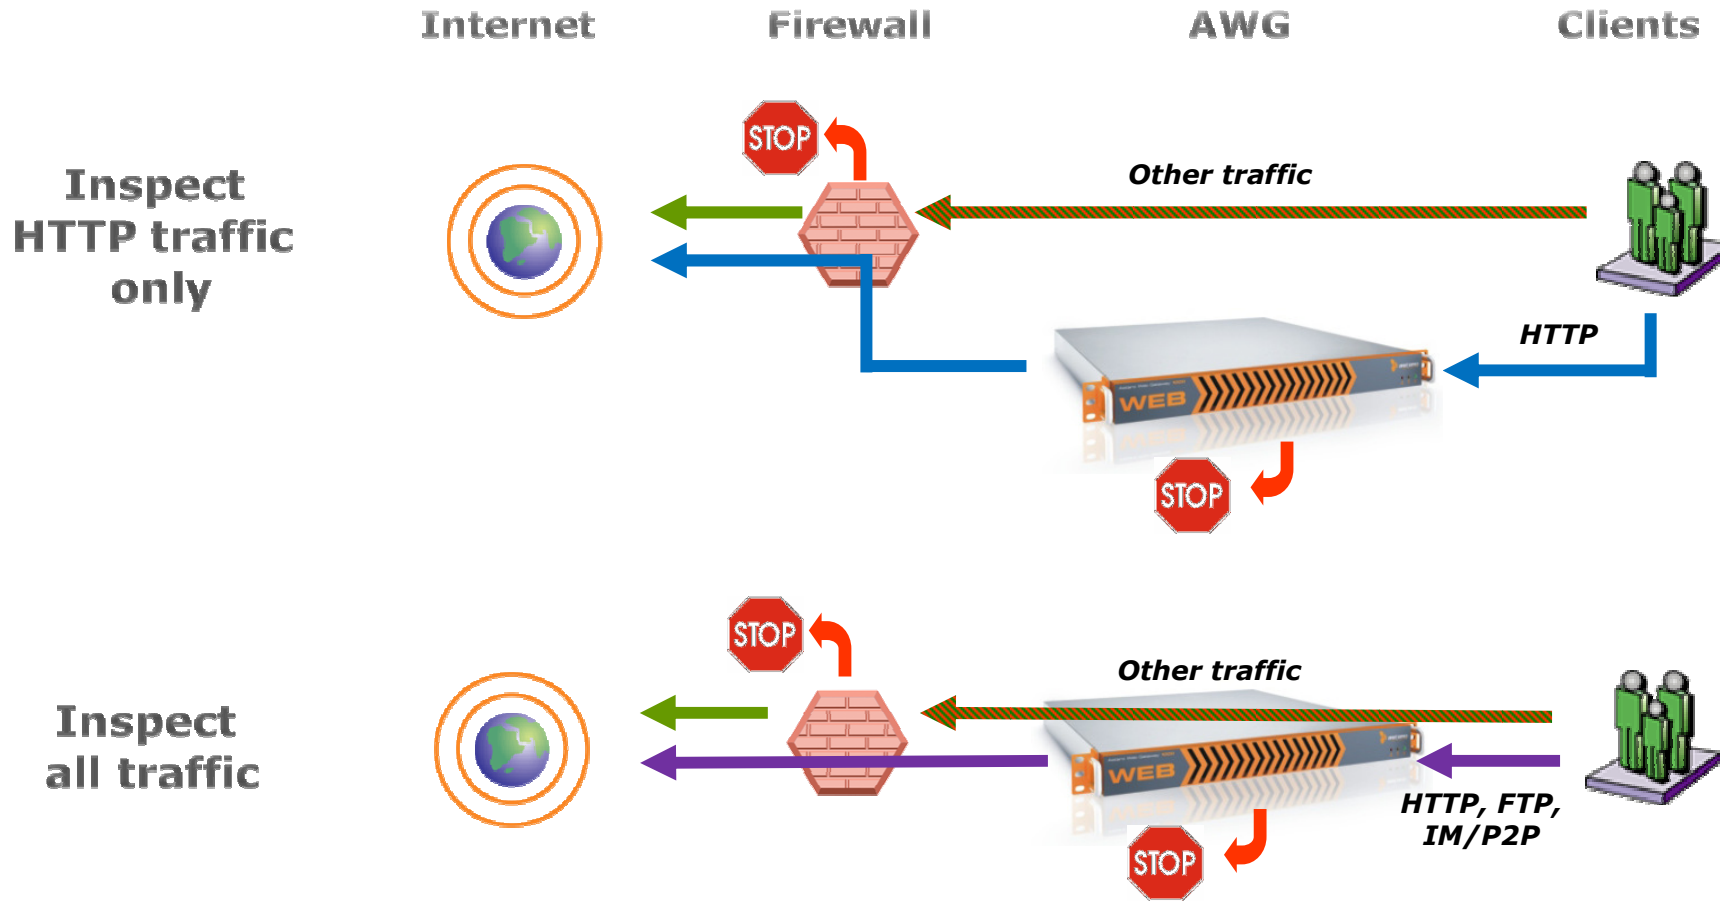 Internet Firewall AWG Clients
STOP
Other traffic
Inspect
HTTP traffic
only
HTTP
WEB
STOP
STOP
Other traffic
Inspect
all traffic
WEB
HTTP, FTP,
IM/P2P
STOP